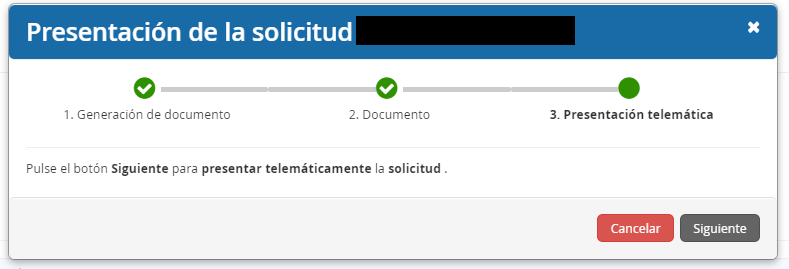 Presentación de la solicitud
1. Generación de documento
2. Documento
3. Presentación telemática
Pulse el botón Siguiente para presentar telemáticamente la solicitud .
Cancelar
Siguiente